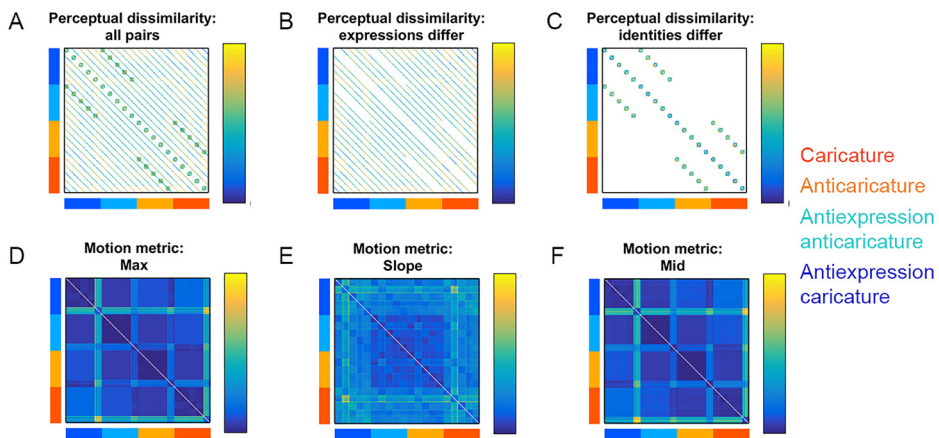 A
Perceptual dissimilarity:
all pairs
B
Perceptual dissimilarity:
expressions differ
C
Perceptual dissimilarity:
identities differ
Caricature
Anticaricature
Antiexpression
anticaricature
Antiexpression
caricature
D
Motion metric:
Max
E
Motion metric:
Slope
F
Motion metric:
Mid